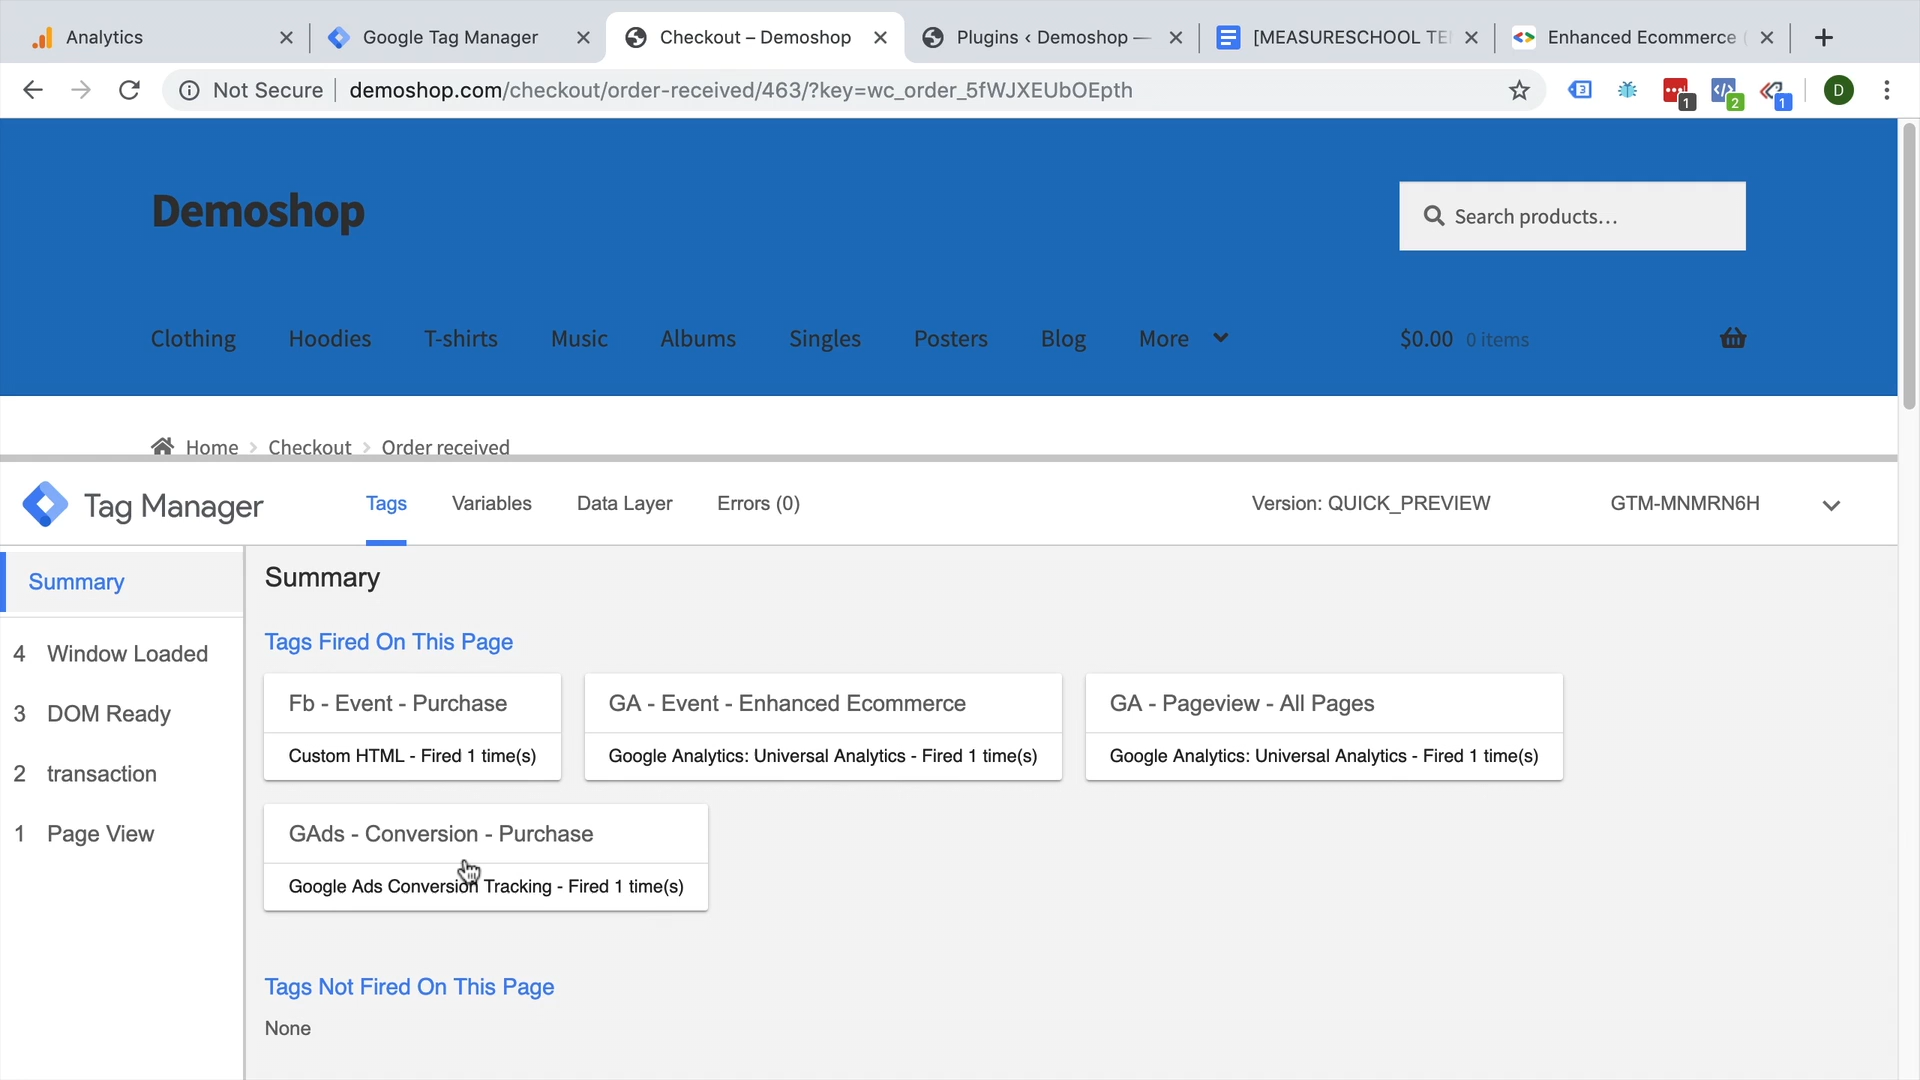 Analytics
Google Tag Manager
Checkout – Demoshop
Plugins ‹ Demoshop —
[MEASURESCHOOL TE
Enhanced Ecommerce (
Not Secure
demoshop.com/checkout/order-received/463/?key=wc_order_5fWJXEUbOEpth
3
1
2
1
D
Demoshop
Search products…
Clothing
Hoodies
T-shirts
Music
Albums
Singles
Posters
Blog
More
$0.00 0 items
Home > Checkout > Order received
Tag Manager
Tags
Variables
Data Layer
Errors (0)
Version: QUICK_PREVIEW
GTM-MNMRN6H
Summary
4 Window Loaded
3 DOM Ready
2 transaction
1 Page View
Summary
Tags Fired On This Page
Fb - Event - Purchase
Custom HTML - Fired 1 time(s)
GA - Event - Enhanced Ecommerce
Google Analytics: Universal Analytics - Fired 1 time(s)
GA - Pageview - All Pages
Google Analytics: Universal Analytics - Fired 1 time(s)
GAds - Conversion - Purchase
Google Ads Conversion Tracking - Fired 1 time(s)
Tags Not Fired On This Page
None